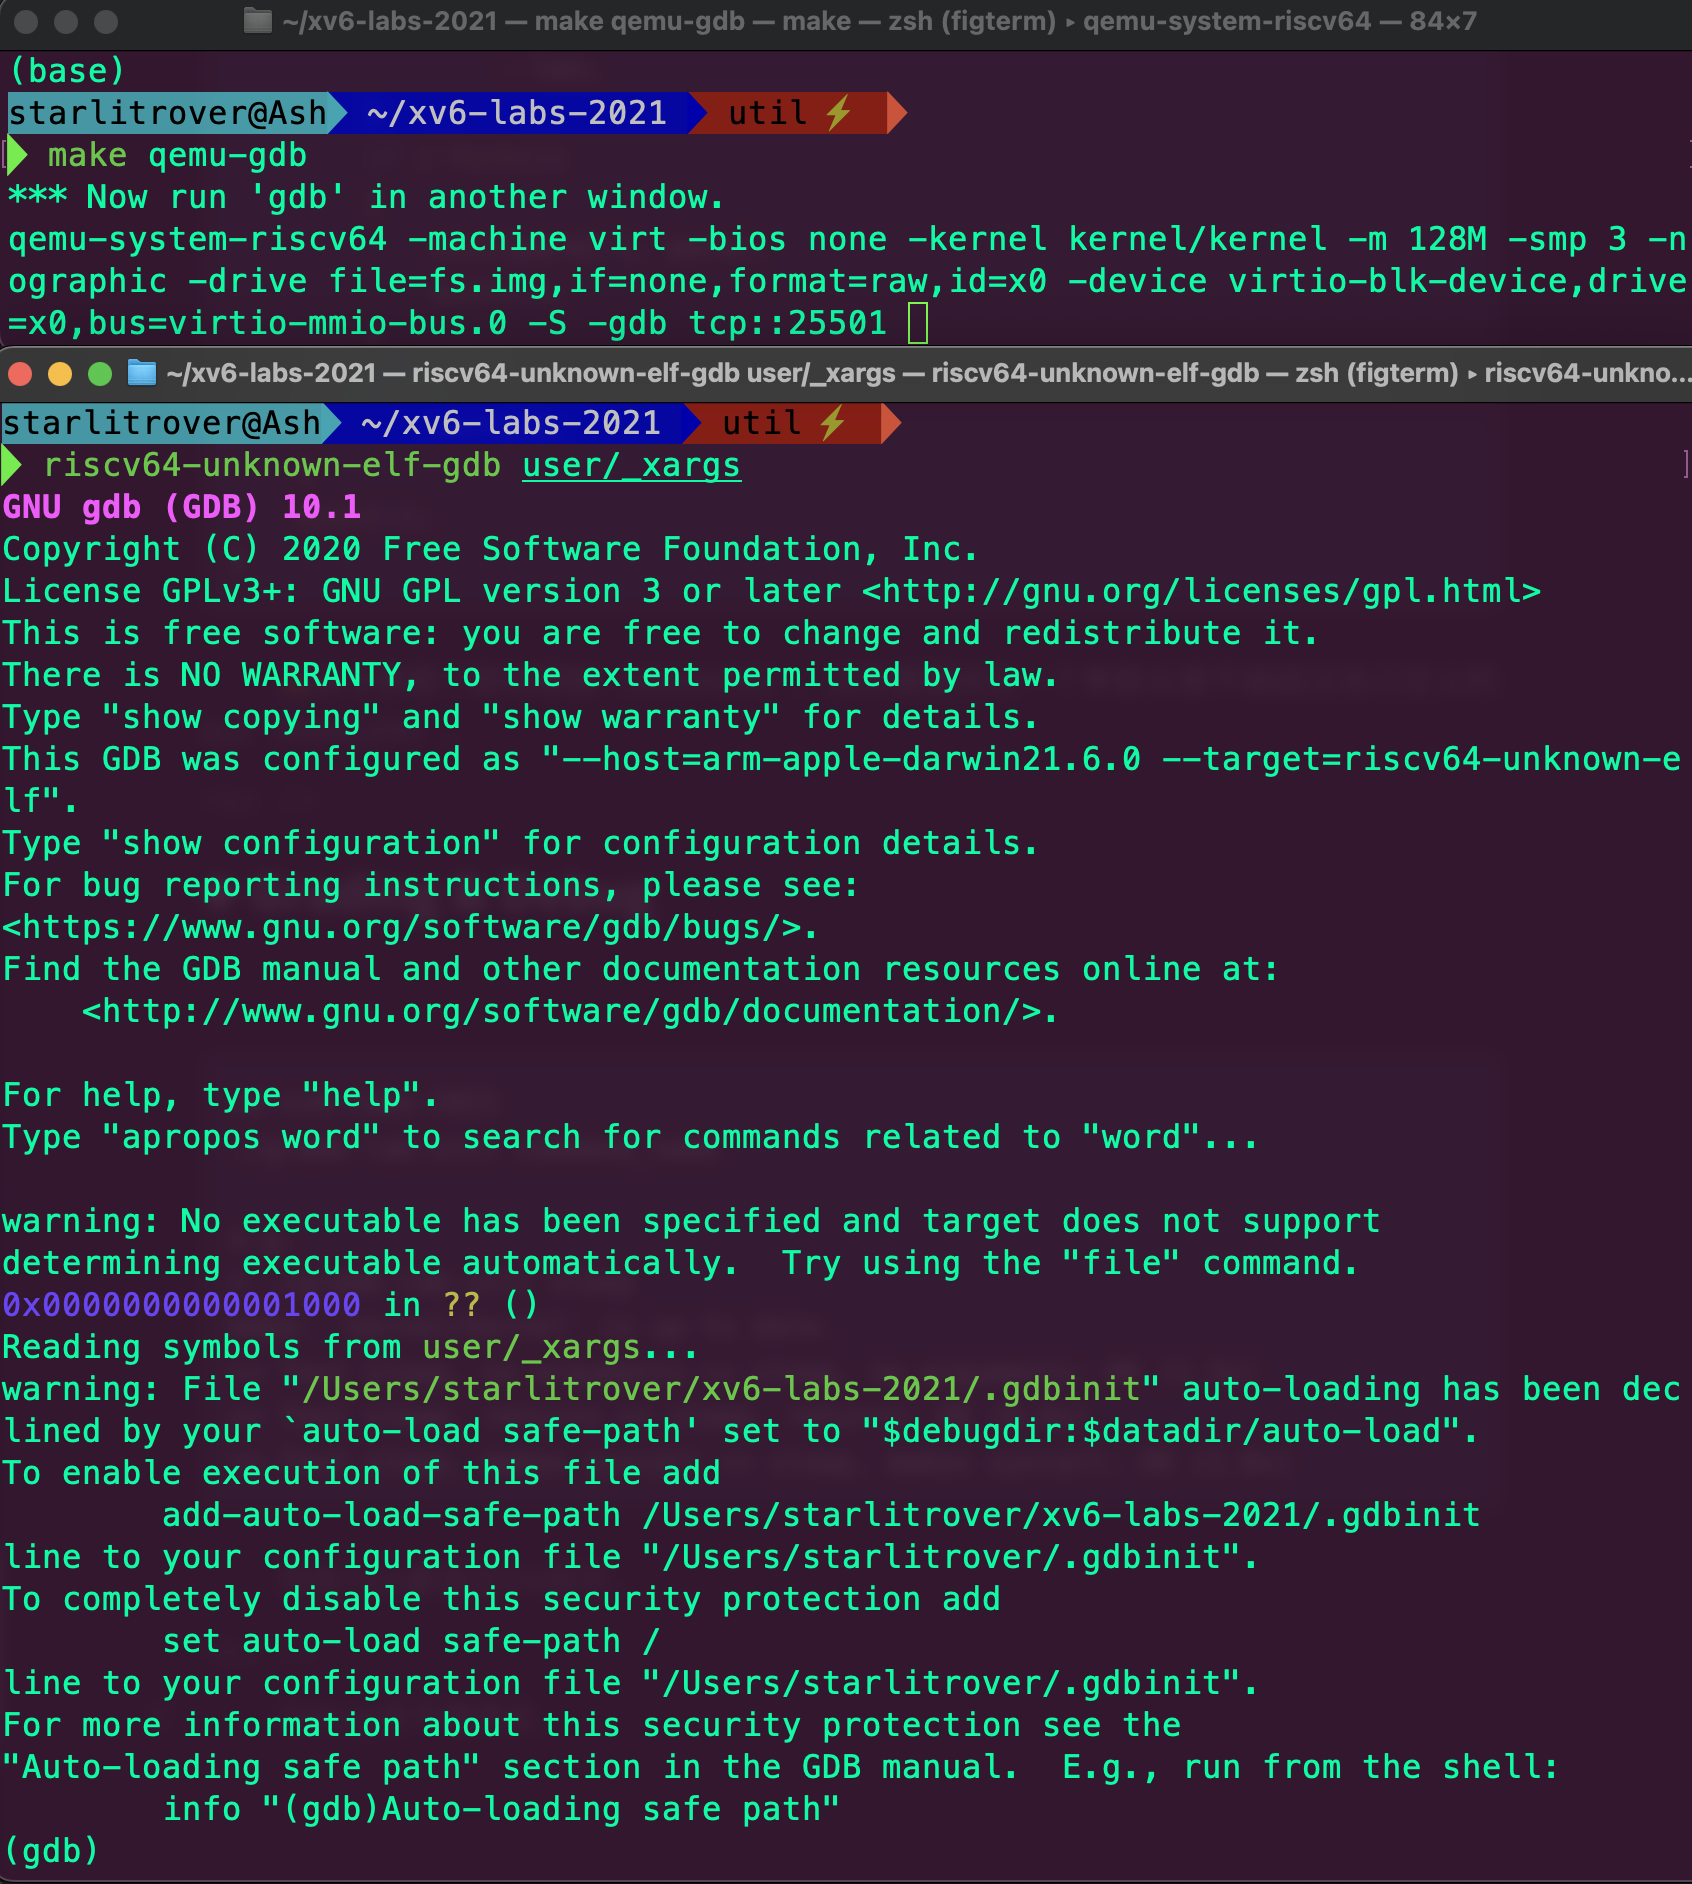 ~/xv6-labs-2021 — make qemu-gdb — make — zsh (figterm) ▸ qemu-system-riscv64 — 84×7
(base)
starlitrover@Ash ~/xv6-labs-2021 util ⚡
make qemu-gdb
*** Now run 'gdb' in another window.
qemu-system-riscv64 -machine virt -bios none -kernel kernel/kernel -m 128M -smp 3 -n
ographic -drive file=fs.img,if=none,format=raw,id=x0 -device virtio-blk-device,drive
=x0,bus=virtio-mmio-bus.0 -S -gdb tcp::25501
~/xv6-labs-2021 — riscv64-unknown-elf-gdb user/_xargs — riscv64-unknown-elf-gdb — zsh (figterm) ▸ riscv64-unkno...
starlitrover@Ash ~/xv6-labs-2021 util ⚡
riscv64-unknown-elf-gdb user/_xargs
GNU gdb (GDB) 10.1
Copyright (C) 2020 Free Software Foundation, Inc.
License GPLv3+: GNU GPL version 3 or later <http://gnu.org/licenses/gpl.html>
This is free software: you are free to change and redistribute it.
There is NO WARRANTY, to the extent permitted by law.
Type "show copying" and "show warranty" for details.
This GDB was configured as "--host=arm-apple-darwin21.6.0 --target=riscv64-unknown-e
lf".
Type "show configuration" for configuration details.
For bug reporting instructions, please see:
<https://www.gnu.org/software/gdb/bugs/>.
Find the GDB manual and other documentation resources online at:
    <http://www.gnu.org/software/gdb/documentation/>.
For help, type "help".
Type "apropos word" to search for commands related to "word"...
warning: No executable has been specified and target does not support
determining executable automatically.  Try using the "file" command.
0x0000000000001000 in ?? ()
Reading symbols from user/_xargs...
warning: File "/Users/starlitrover/xv6-labs-2021/.gdbinit" auto-loading has been dec
lined by your `auto-load safe-path' set to "$debugdir:$datadir/auto-load".
To enable execution of this file add
        add-auto-load-safe-path /Users/starlitrover/xv6-labs-2021/.gdbinit
line to your configuration file "/Users/starlitrover/.gdbinit".
To completely disable this security protection add
        set auto-load safe-path /
line to your configuration file "/Users/starlitrover/.gdbinit".
For more information about this security protection see the
"Auto-loading safe path" section in the GDB manual.  E.g., run from the shell:
        info "(gdb)Auto-loading safe path"
(gdb)